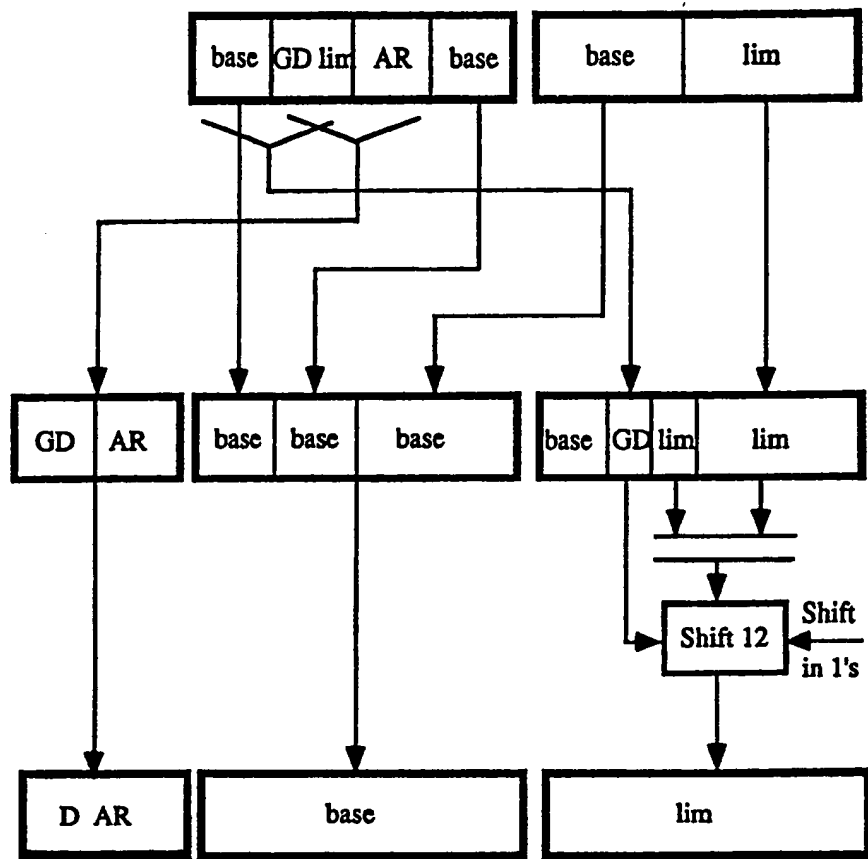 base GD lim AR base base lim
GD AR base base base base GD lim lim
Shift 12
Shift
in 1's
D AR base lim